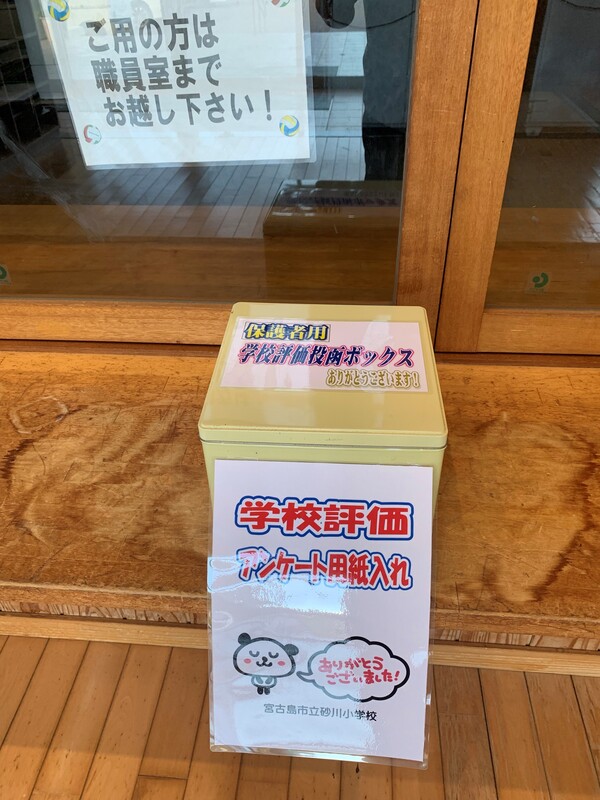 ご用の方は
職員室まで
お越し下さい！
保護者用
学校評価投函ボックス
ありがとうございます！
学校評価
アンケート用紙入れ
ありがとう
ございました！
宮古島市立砂川小学校